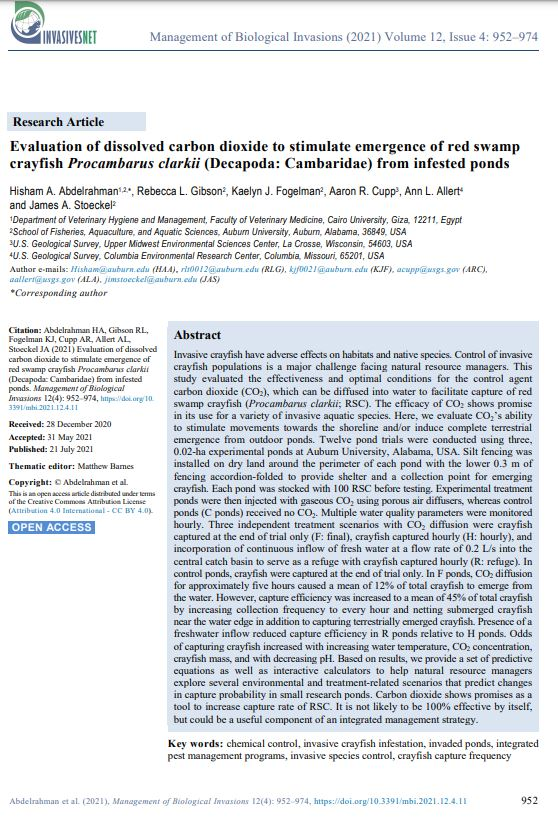 INVASIVESNET
Management of Biological Invasions (2021) Volume 12, Issue 4: 952–974
Research Article
Evaluation of dissolved carbon dioxide to stimulate emergence of red swamp
crayfish Procambarus clarkii (Decapoda: Cambaridae) from infested ponds
Hisham A. Abdelrahman1,2,*, Rebecca L. Gibson2, Kaelyn J. Fogelman2, Aaron R. Cupp3, Ann L. Allert4
and James A. Stoeckel2
1Department of Veterinary Hygiene and Management, Faculty of Veterinary Medicine, Cairo University, Giza, 12211, Egypt
2School of Fisheries, Aquaculture, and Aquatic Sciences, Auburn University, Auburn, Alabama, 36849, USA
3U.S. Geological Survey, Upper Midwest Environmental Sciences Center, La Crosse, Wisconsin, 54603, USA
4U.S. Geological Survey, Columbia Environmental Research Center, Columbia, Missouri, 65201, USA
Author e-mails: Hisham@auburn.edu (HAA), rlt0012@auburn.edu (RLG), kjf0021@auburn.edu (KJF), acupp@usgs.gov (ARC),
aallert@usgs.gov (ALA), jimstoeckel@auburn.edu (JAS)
*Corresponding author
Citation: Abdelrahman HA, Gibson RL,
Fogelman KJ, Cupp AR, Allert AL,
Stoeckel JA (2021) Evaluation of dissolved
carbon dioxide to stimulate emergence of
red swamp crayfish Procambarus clarkii
(Decapoda: Cambaridae) from infested
ponds. Management of Biological
Invasions 12(4): 952–974, https://doi.org/10.
3391/mbi.2021.12.4.11
Received: 28 December 2020
Accepted: 31 May 2021
Published: 21 July 2021
Thematic editor: Matthew Barnes
Copyright: © Abdelrahman et al.
This is an open access article distributed under terms
of the Creative Commons Attribution License
(Attribution 4.0 International - CC BY 4.0).
OPEN ACCESS
Abstract
Invasive crayfish have adverse effects on habitats and native species. Control of invasive
crayfish populations is a major challenge facing natural resource managers. This
study evaluated the effectiveness and optimal conditions for the control agent
carbon dioxide (CO2), which can be diffused into water to facilitate capture of red
swamp crayfish (Procambarus clarkii; RSC). The efficacy of CO2 shows promise
in its use for a variety of invasive aquatic species. Here, we evaluate CO2's ability
to stimulate movements towards the shoreline and/or induce complete terrestrial
emergence from outdoor ponds. Twelve pond trials were conducted using three,
0.02-ha experimental ponds at Auburn University, Alabama, USA. Silt fencing was
installed on dry land around the perimeter of each pond with the lower 0.3 m of
fencing accordion-folded to provide shelter and a collection point for emerging
crayfish. Each pond was stocked with 100 RSC before testing. Experimental treatment
ponds were then injected with gaseous CO2 using porous air diffusers, whereas control
ponds (C ponds) received no CO2. Multiple water quality parameters were monitored
hourly. Three independent treatment scenarios with CO2 diffusion were crayfish
captured at the end of trial only (F: final), crayfish captured hourly (H: hourly), and
incorporation of continuous inflow of fresh water at a flow rate of 0.2 L/s into the
central catch basin to serve as a refuge with crayfish captured hourly (R: refuge). In
control ponds, crayfish were captured at the end of trial only. In F ponds, CO2 diffusion
for approximately five hours caused a mean of 12% of total crayfish to emerge from
the water. However, capture efficiency was increased to a mean of 45% of total crayfish
by increasing collection frequency to every hour and netting submerged crayfish
near the water edge in addition to capturing terrestrially emerged crayfish. Presence of a
freshwater inflow reduced capture efficiency in R ponds relative to H ponds. Odds
of capturing crayfish increased with increasing water temperature, CO2 concentration,
crayfish mass, and with decreasing pH. Based on results, we provide a set of predictive
equations as well as interactive calculators to help natural resource managers
explore several environmental and treatment-related scenarios that predict changes
in capture probability in small research ponds. Carbon dioxide shows promises as a
tool to increase capture rate of RSC. It is not likely to be 100% effective by itself,
but could be a useful component of an integrated management strategy.
Key words: chemical control, invasive crayfish infestation, invaded ponds, integrated
pest management programs, invasive species control, crayfish capture frequency
Abdelrahman et al. (2021), Management of Biological Invasions 12(4): 952–974, https://doi.org/10.3391/mbi.2021.12.4.11
952